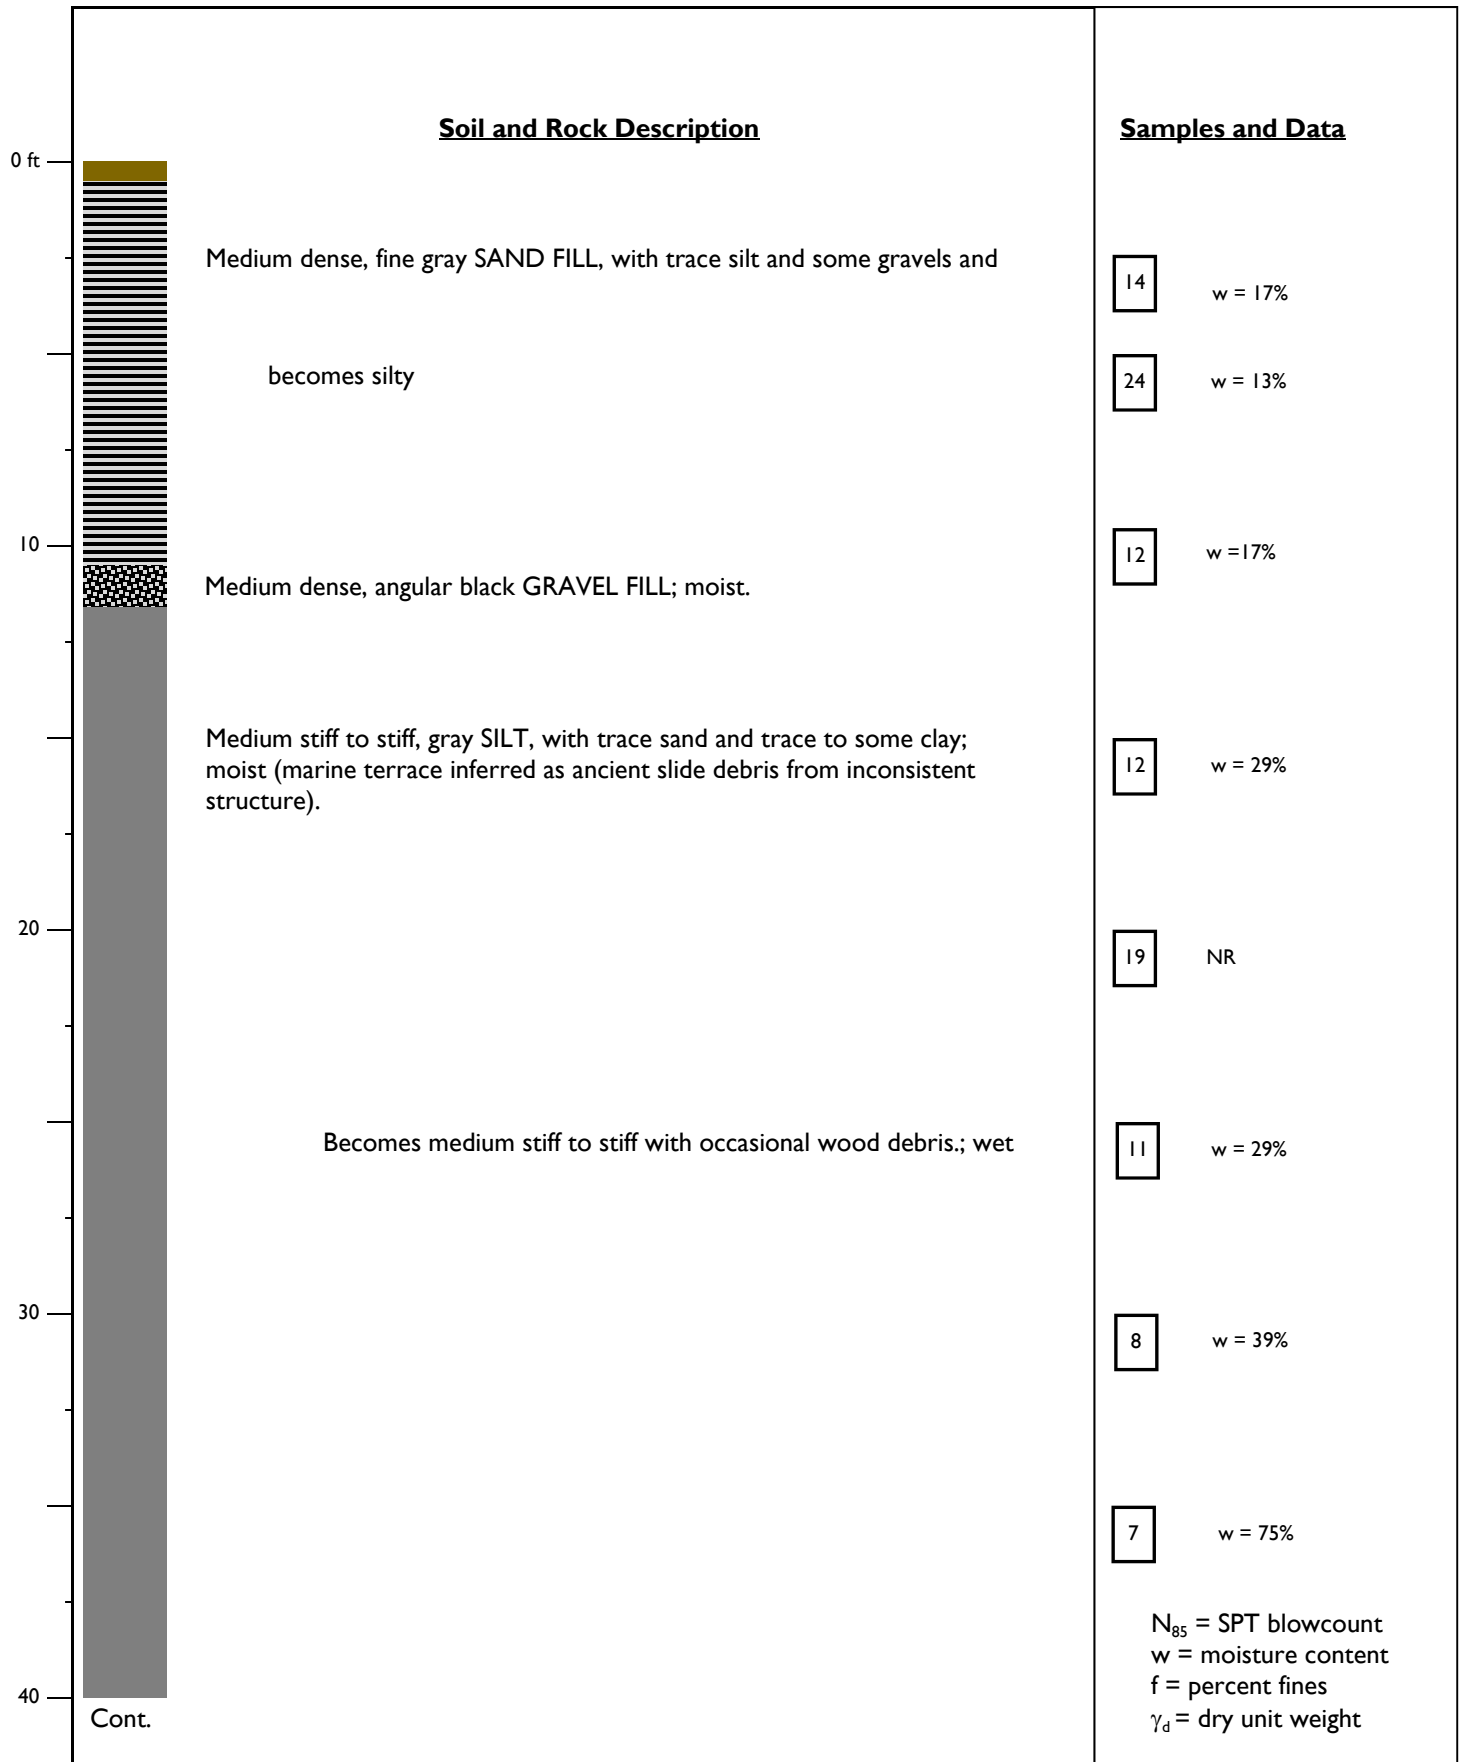 Soil and Rock Description
Samples and Data
0 ft
Medium dense, fine gray SAND FILL, with trace silt and some gravels and
14
w = 17%
becomes silty
24
w = 13%
10
12
w =17%
Medium dense, angular black GRAVEL FILL; moist.
Medium stiff to stiff, gray SILT, with trace sand and trace to some clay;
moist (marine terrace inferred as ancient slide debris from inconsistent
structure).
12
w = 29%
20
19
NR
Becomes medium stiff to stiff with occasional wood debris.; wet
11
w = 29%
30
8
w = 39%
7
w = 75%
N₈₅ = SPT blowcount
w = moisture content
f = percent fines
γd = dry unit weight
40
Cont.